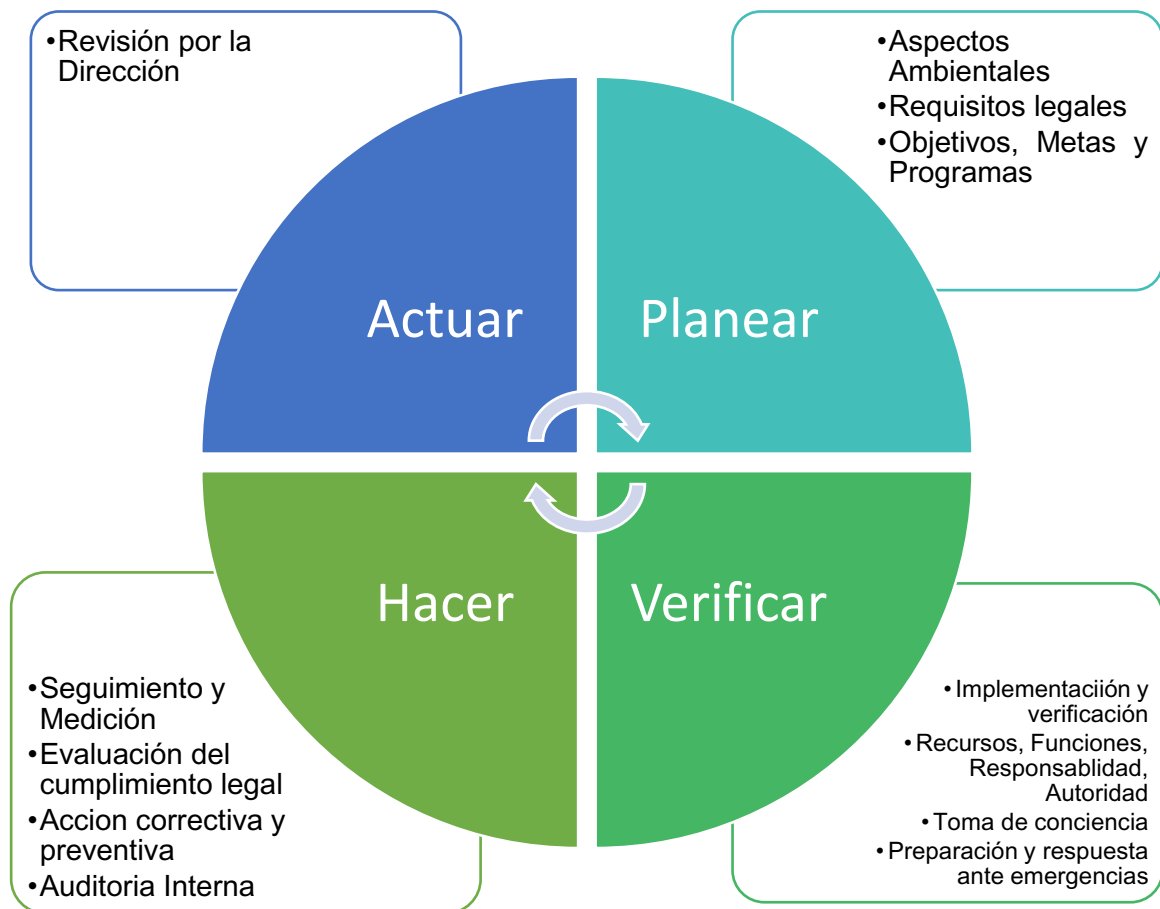 •Revisión por la
Dirección
•Aspectos
Ambientales
•Requisitos legales
•Objetivos, Metas y
Programas
Actuar
Planear
Hacer
Verificar
•Seguimiento y
Medición
•Evaluación del
cumplimiento legal
•Accion correctiva y
preventiva
•Auditoria Interna
•Implementaciión y
verificación
•Recursos, Funciones,
Responsablidad,
Autoridad
•Toma de conciencia
•Preparación y respuesta
ante emergencias